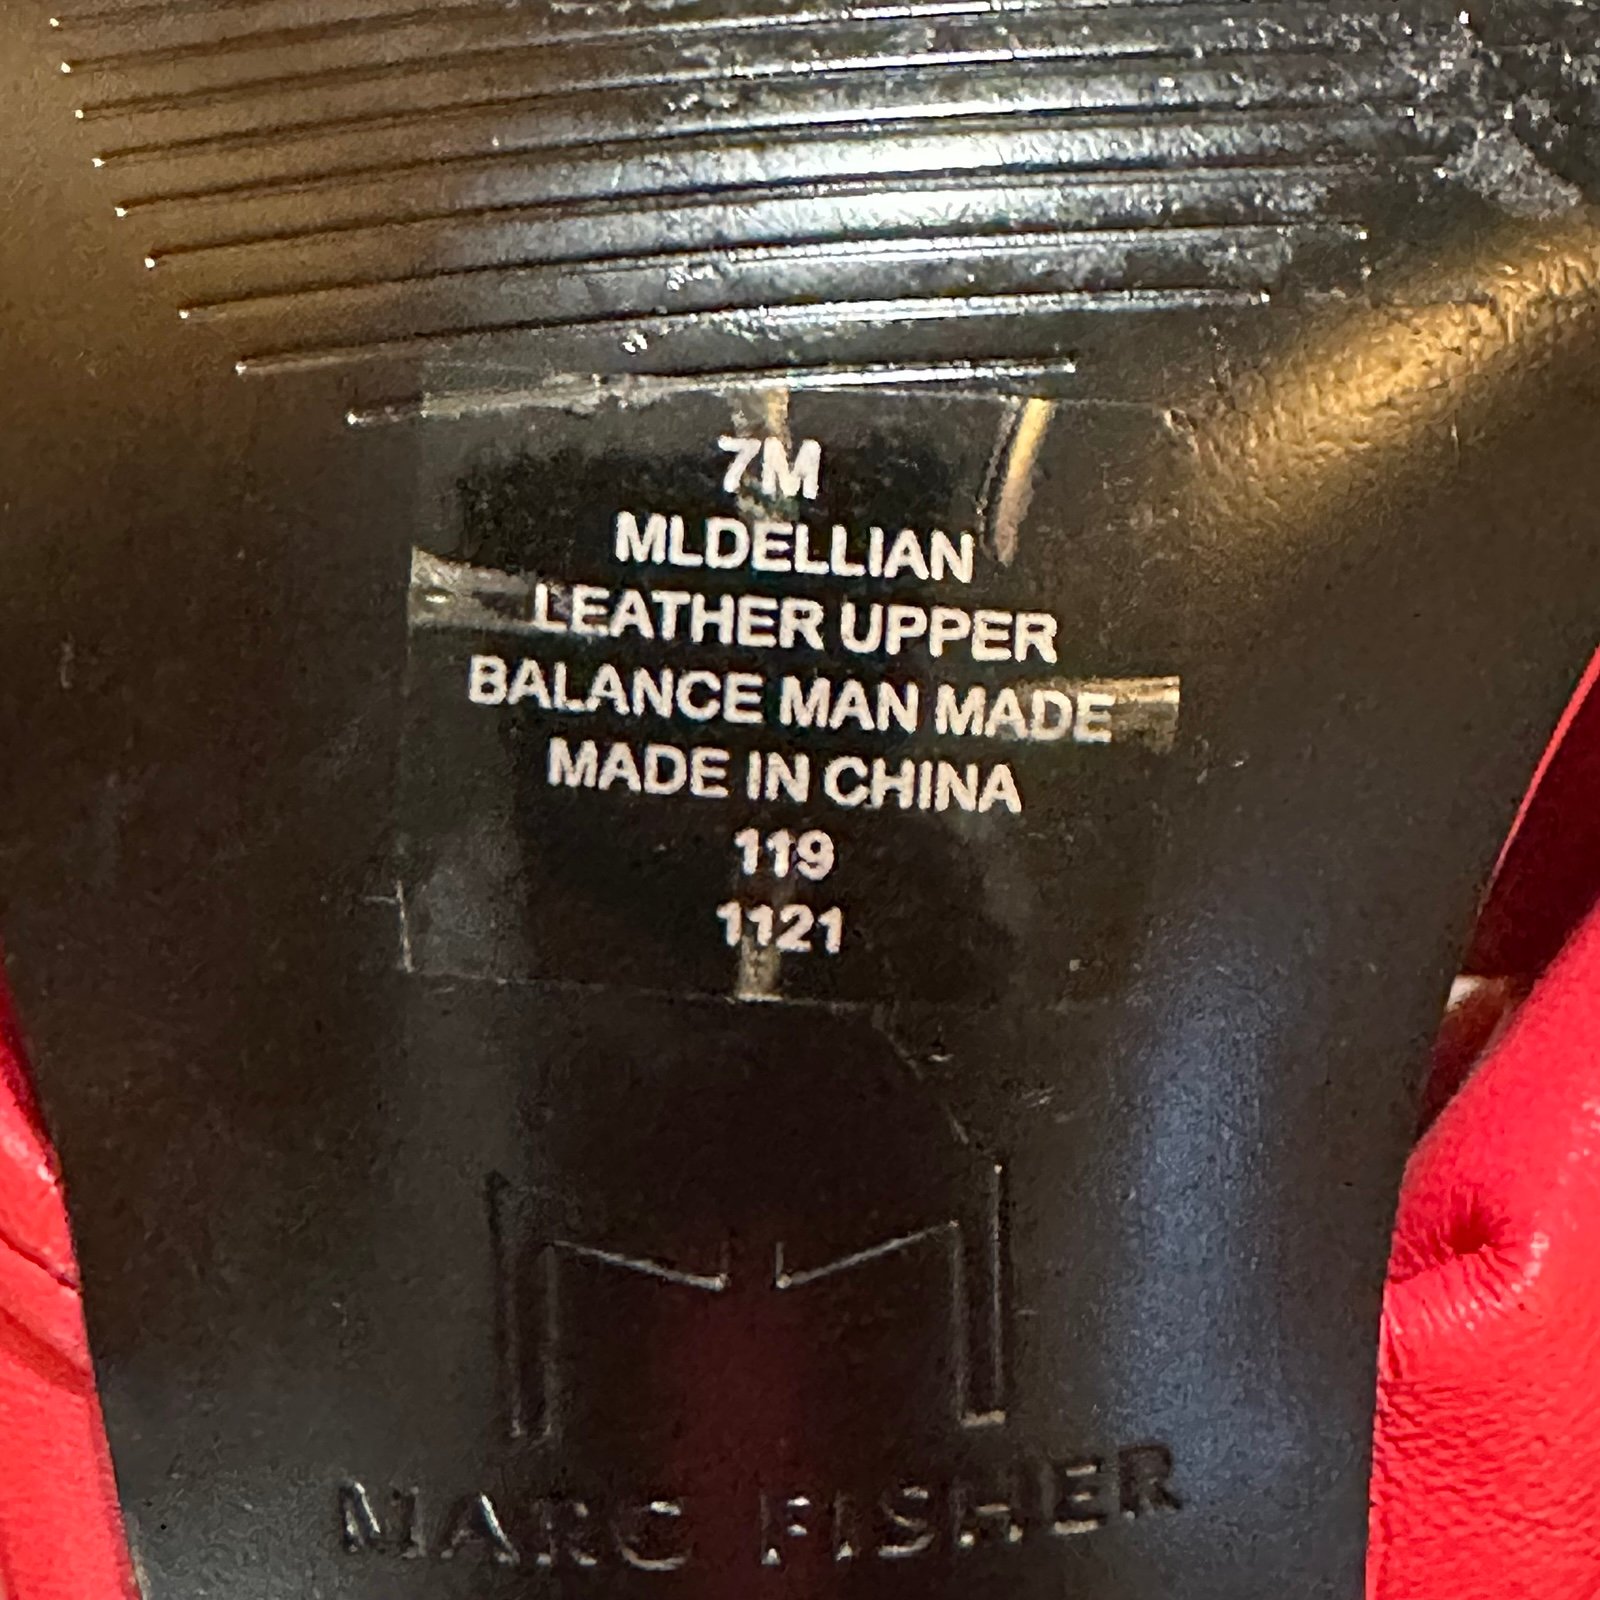 7M
MLDELLIAN
LEATHER UPPER
BALANCE MAN MADE
MADE IN CHINA
119
1121
MARC FISHER